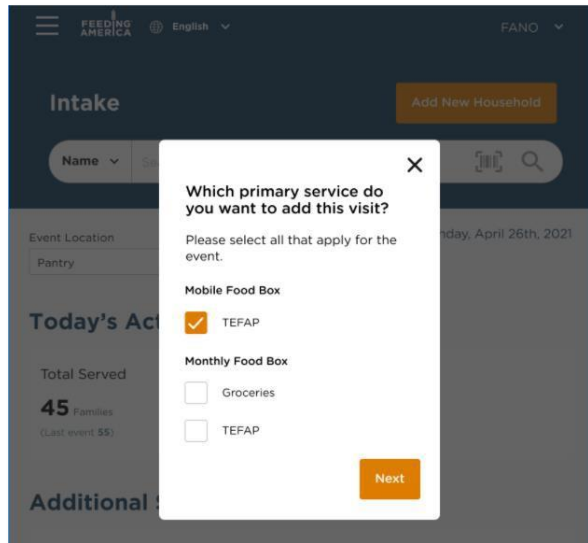 FEEDING
AMERICA
English
FANO
Intake
Add New Household
Name
Which primary service do
you want to add this visit?
Please select all that apply for the
event.
Mobile Food Box
TEFAP
Monthly Food Box
Groceries
TEFAP
Next
Event Location
nday, April 26th, 2021
Pantry
Today's Act
Total Served
45 Families
(Last event 55)
Additional